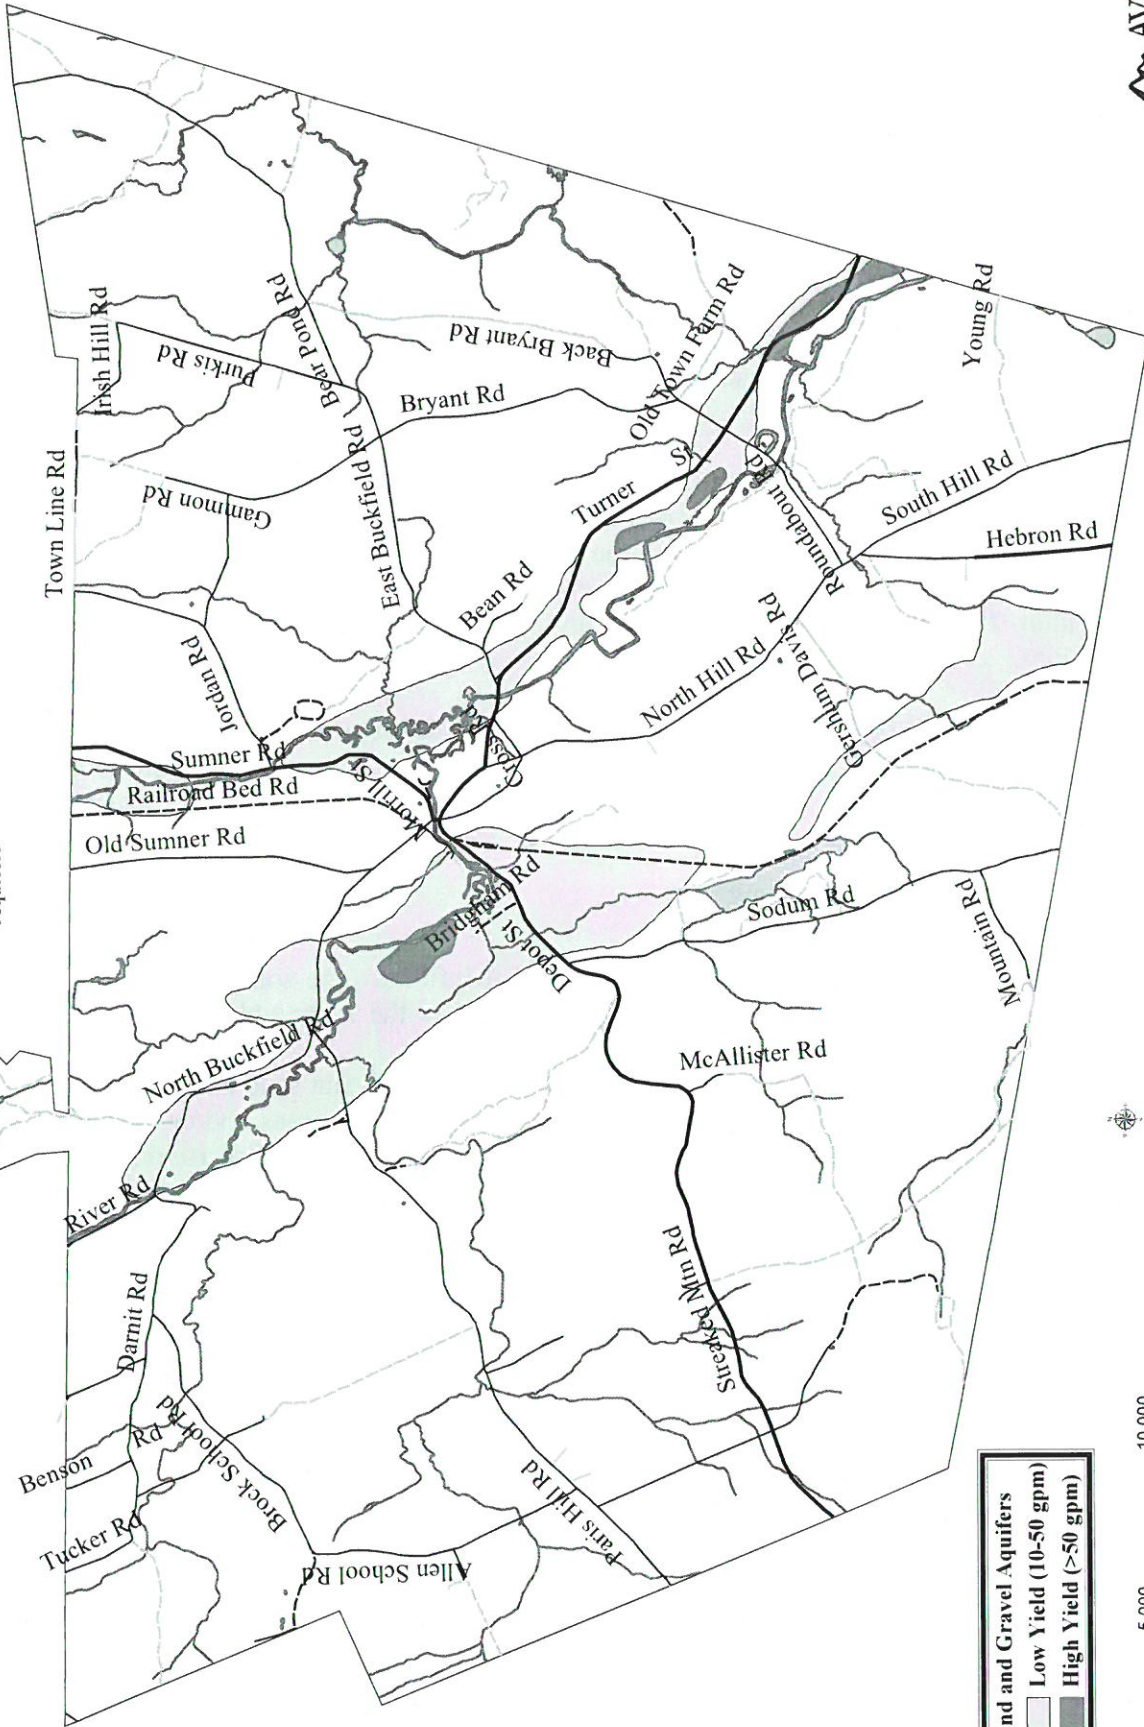 Town Line Rd
Irish Hill Rd
Purkis Rd
Bear Pond Rd
Back Bryant Rd
Bryant Rd
Gammon Rd
East Buckfield Rd
Old Town Farm Rd
Young Rd
Turner St
Bean Rd
Jordan Rd
Roundabout Rd
South Hill Rd
Hebron Rd
Sumner Rd
Railroad Bed Rd
Morrill St
Cross Rd
North Hill Rd
Gershum Davis Rd
Old Sumner Rd
Bridgham Rd
Depot St
Sodum Rd
Mountain Rd
North Buckfield Rd
McAllister Rd
River Rd
Darnit Rd
Streaked Mtn Rd
Benson Rd
Brock School Rd
Tucker Rd
Paris Hill Rd
Allen School Rd
nd and Gravel Aquifers
Low Yield (10-50 gpm)
High Yield (>50 gpm)
AV